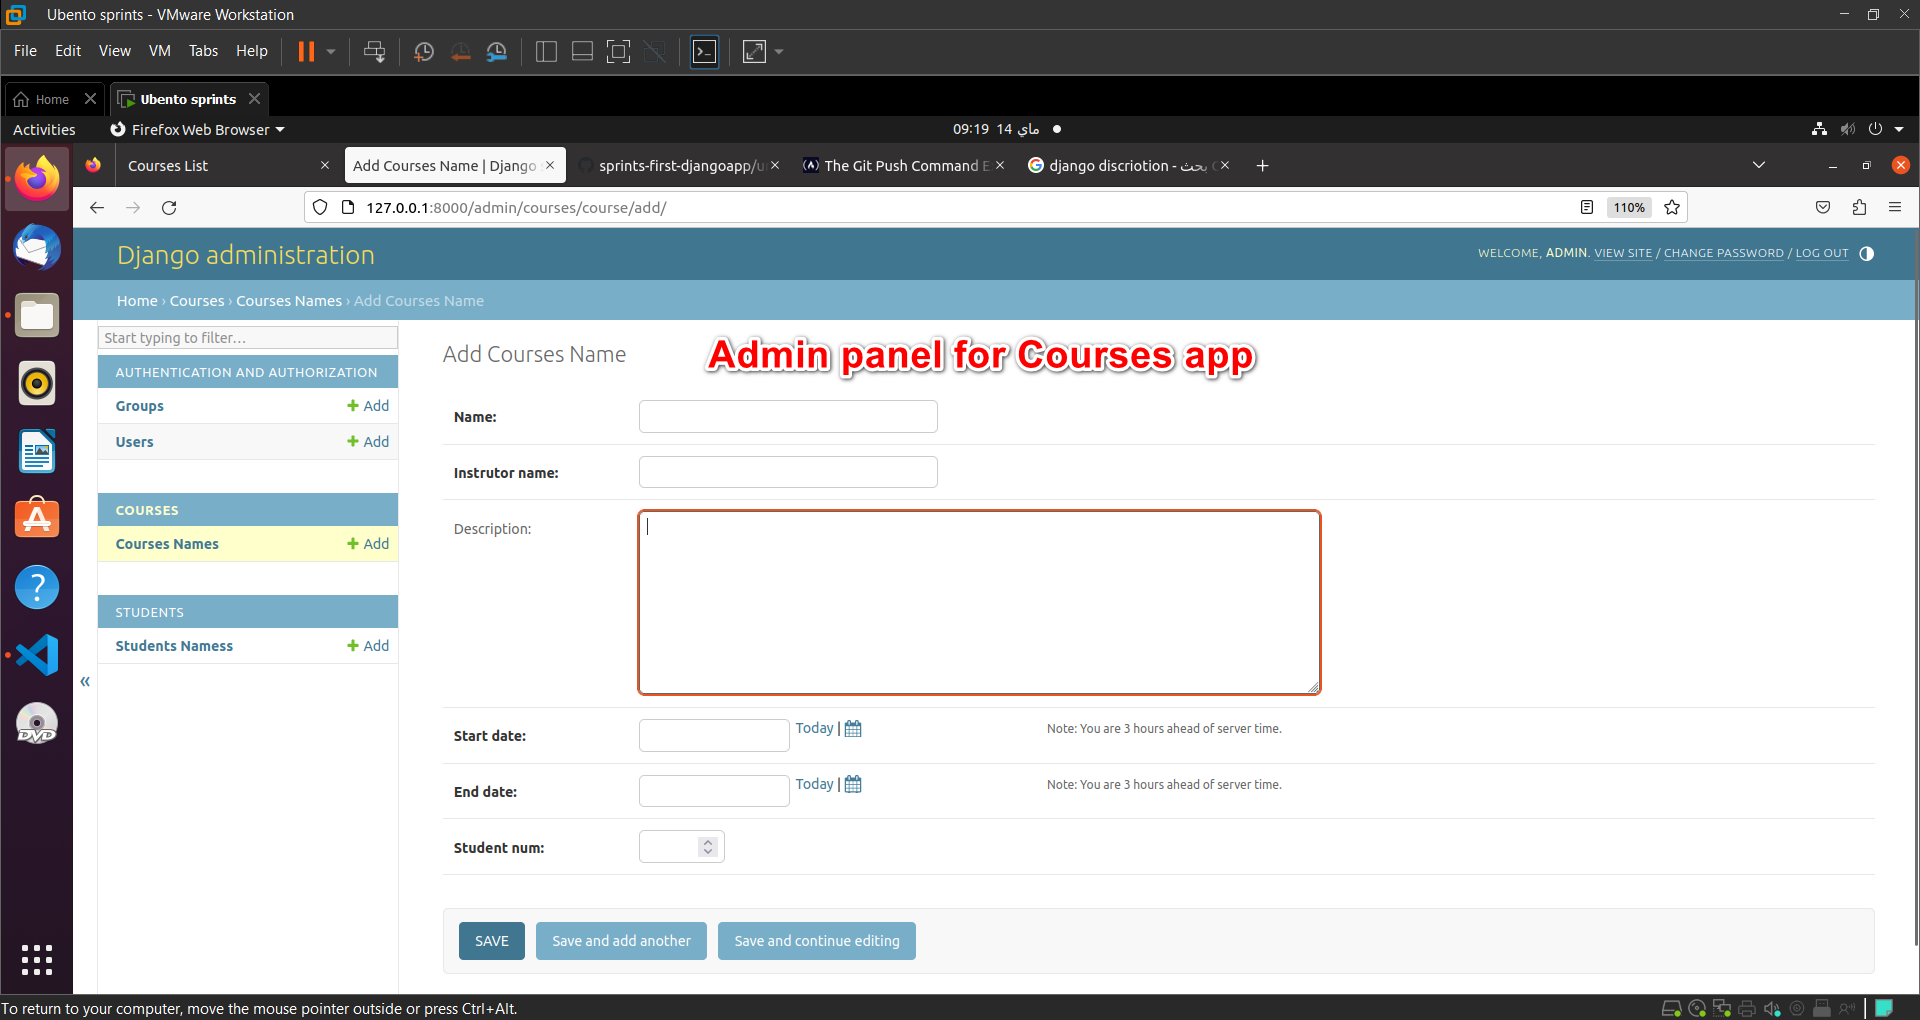 Ubento sprints - VMware Workstation
File Edit View VM Tabs Help
Home
Ubento sprints
Activities
Firefox Web Browser
09:19 14 ماي
Courses List
Add Courses Name | Django
sprints-first-djangoapp/u
The Git Push Command E
django discriotion - بحث
127.0.0.1:8000/admin/courses/course/add/
110%
Django administration
WELCOME, ADMIN. VIEW SITE / CHANGE PASSWORD / LOG OUT
Home › Courses › Courses Names › Add Courses Name
Start typing to filter…
AUTHENTICATION AND AUTHORIZATION
Groups
Add
Users
Add
COURSES
Courses Names
Add
STUDENTS
Students Namess
Add
«
Add Courses Name
Admin panel for Courses app
Name:
Instrutor name:
Description:
Start date:
Today |
Note: You are 3 hours ahead of server time.
End date:
Today |
Note: You are 3 hours ahead of server time.
Student num:
SAVE
Save and add another
Save and continue editing
DVD
To return to your computer, move the mouse pointer outside or press Ctrl+Alt.